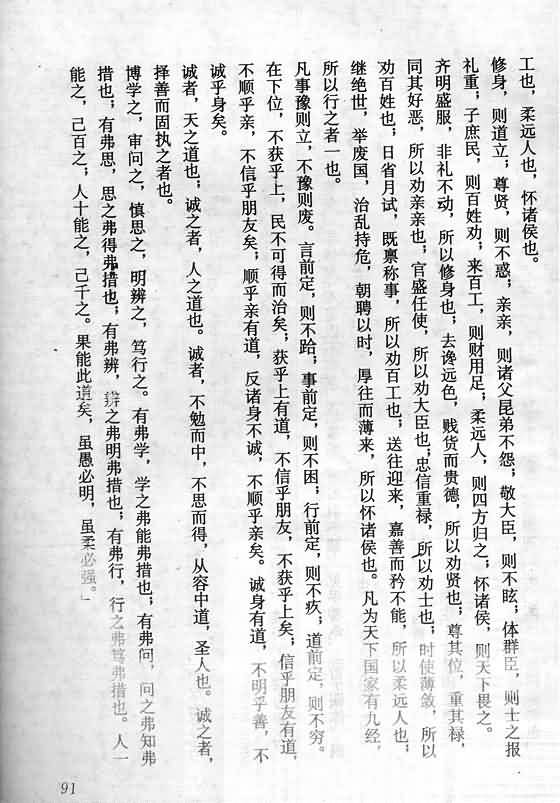 工也，柔远人也，怀诸侯也。
修身，则道立；尊贤，则不惑；亲亲，则诸父昆弟不怨；敬大臣，则不眩；体群臣，则士之报
礼重；子庶民，则百姓劝；来百工，则财用足；柔远人，则四方归之；怀诸侯，则天下畏之。
齐明盛服，非礼不动，所以修身也；去谗远色，贱货而贵德，所以劝贤也；尊其位，重其禄，
同其好恶，所以劝亲亲也；官盛任使，所以劝大臣也；忠信重禄，所以劝士也；时使薄敛，所以
劝百姓也；日省月试，既禀称事，所以劝百工也；送往迎来，嘉善而矜不能，所以柔远人也；
继绝世，举废国，治乱持危，朝聘以时，厚往而薄来，所以怀诸侯也。凡为天下国家有九经，
所以行之者一也。
凡事豫则立，不豫则废。言前定，则不跲；事前定，则不困；行前定，则不疚；道前定，则不穷。
在下位，不获乎上，民不可得而治矣；获乎上有道，不信乎朋友，不获乎上矣；信乎朋友有道，
不顺乎亲，不信乎朋友矣；顺乎亲有道，反诸身不诚，不顺乎亲矣。诚身有道，不明乎善，不
诚乎身矣。
诚者，天之道也；诚之者，人之道也。诚者，不勉而中，不思而得，从容中道，圣人也。诚之者，
择善而固执之者也。
博学之，审问之，慎思之，明辨之，笃行之。有弗学，学之弗能弗措也；有弗问，问之弗知弗
措也；有弗思，思之弗得弗措也；有弗辨，辨之弗明弗措也；有弗行，行之弗笃弗措也。人一
能之，己百之；人十能之，己千之。果能此道矣，虽愚必明，虽柔必强。」
91